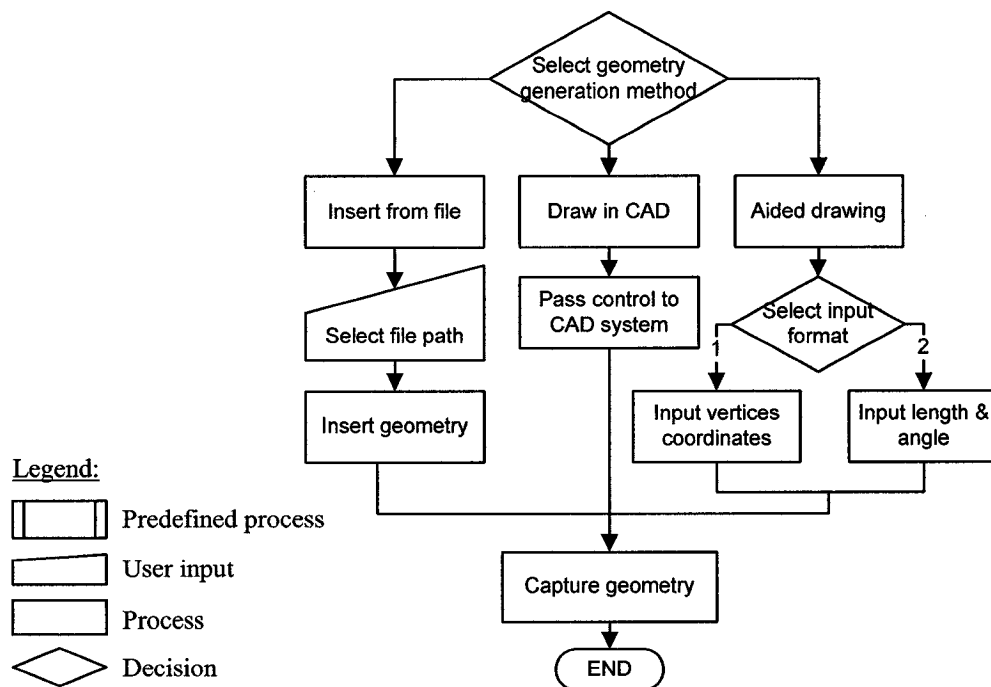 Select geometry
generation method
Insert from file
Draw in CAD
Aided drawing
Select file path
Pass control to
CAD system
Select input
format
1
2
Insert geometry
Input vertices
coordinates
Input length &
angle
Capture geometry
END
Legend:
Predefined process
User input
Process
Decision